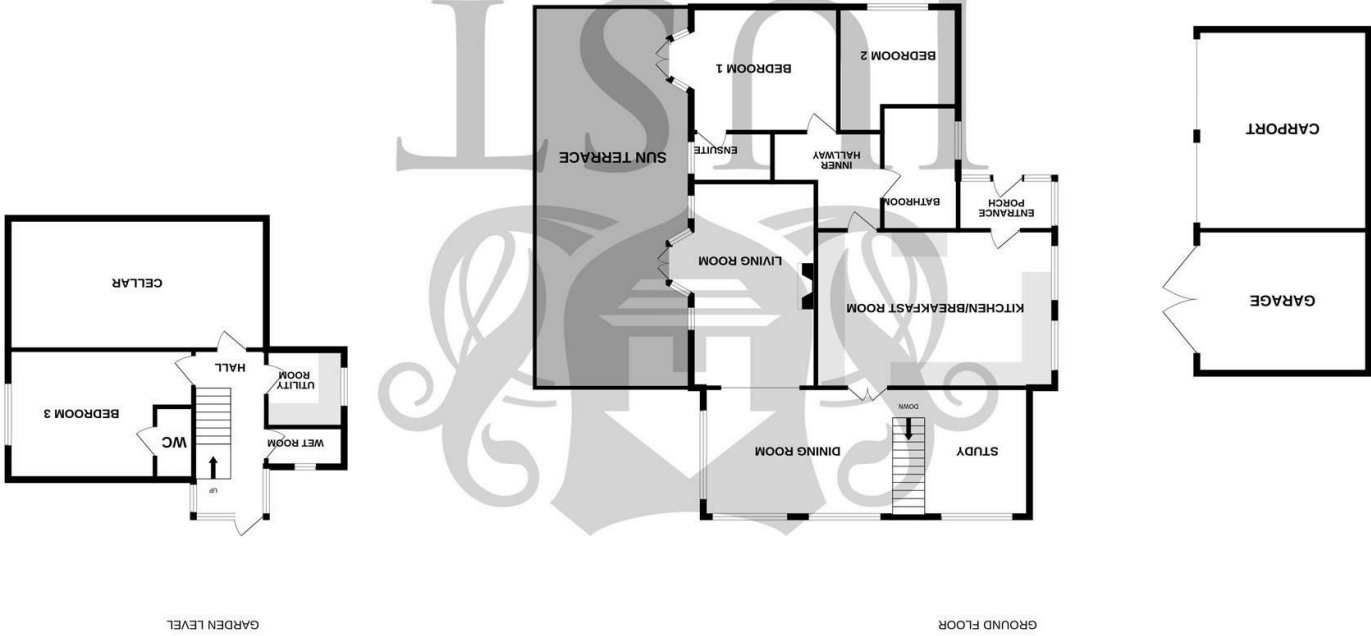 GROUND FLOOR
GARDEN LEVEL
GARAGE
CARPORT
STUDY
DOWN
DINING ROOM
KITCHEN/BREAKFAST ROOM
LIVING ROOM
ENTRANCE
PORCH
BATHROOM
INNER
HALLWAY
ENSUITE
SUN TERRACE
BEDROOM 2
BEDROOM 1
UP
WET ROOM
WC
BEDROOM 3
UTILITY
ROOM
HALL
CELLAR